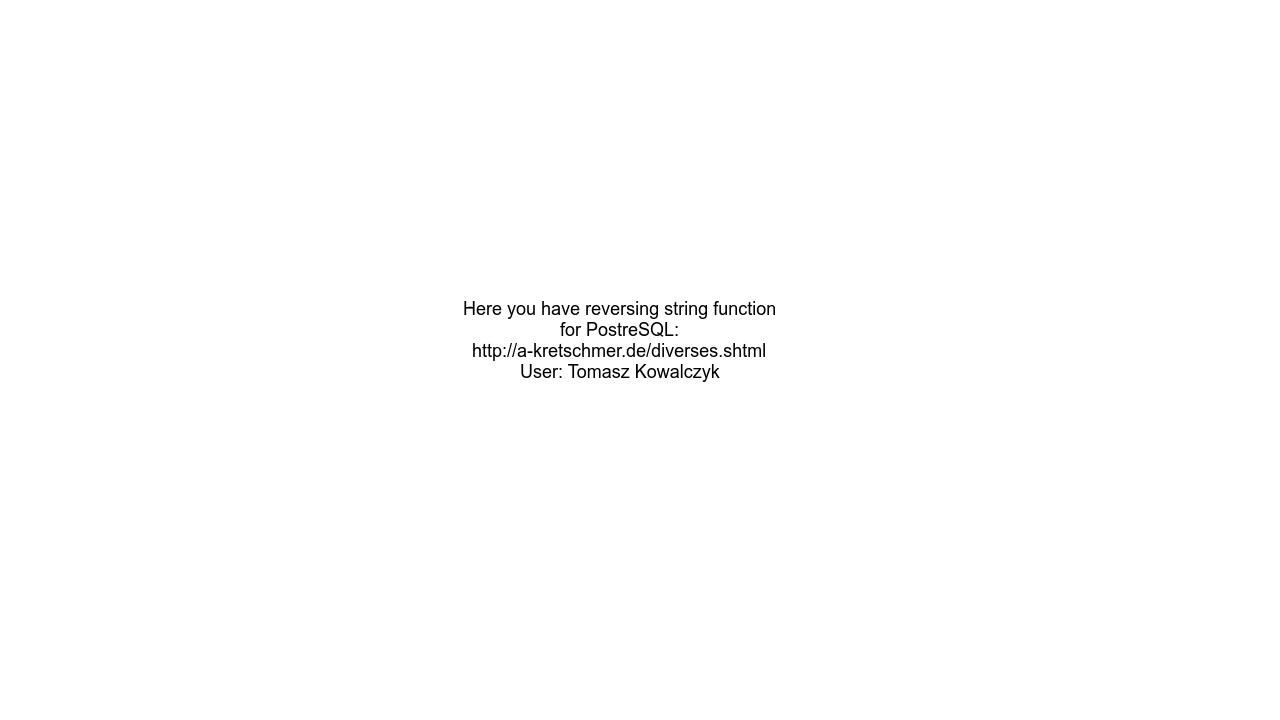 Here you have reversing string function
for PostreSQL:
http://a-kretschmer.de/diverses.shtml
User: Tomasz Kowalczyk